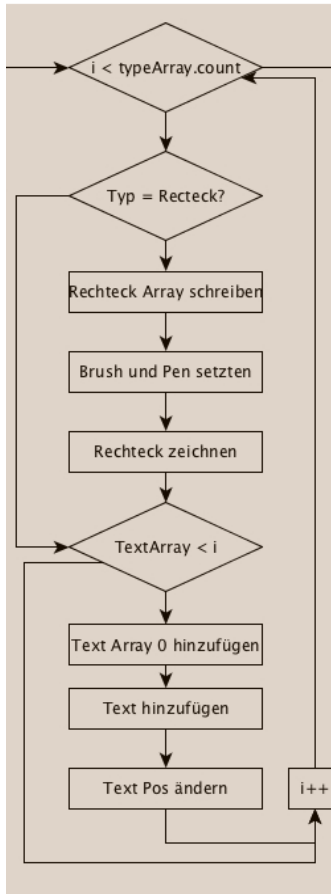 i < typeArray.count
Typ = Recteck?
Rechteck Array schreiben
Brush und Pen setzten
Rechteck zeichnen
TextArray < i
Text Array 0 hinzufügen
Text hinzufügen
Text Pos ändern
i++